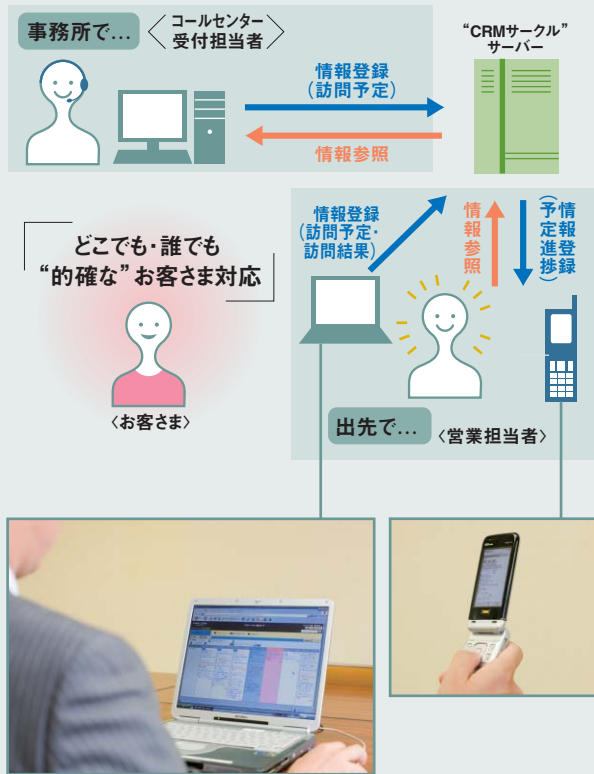 事務所で…
〈コールセンター
受付担当者〉
“CRMサークル”
サーバー
情報登録
(訪問予定)
情報参照
情報登録
(訪問予定・
訪問結果)
情報参照
情報登録
(予定進捗)
「どこでも・誰でも
“的確な”お客さま対応」
〈お客さま〉
出先で…
〈営業担当者〉